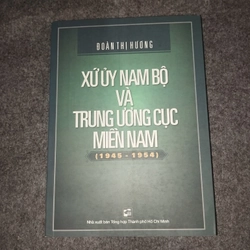 ĐOÀN THỊ HƯƠNG
XỨ ỦY NAM BỘ
VÀ
TRUNG ƯƠNG CỤC
MIỀN NAM
(1945 - 1954)
Nhà xuất bản Tổng hợp Thành phố Hồ Chí Minh